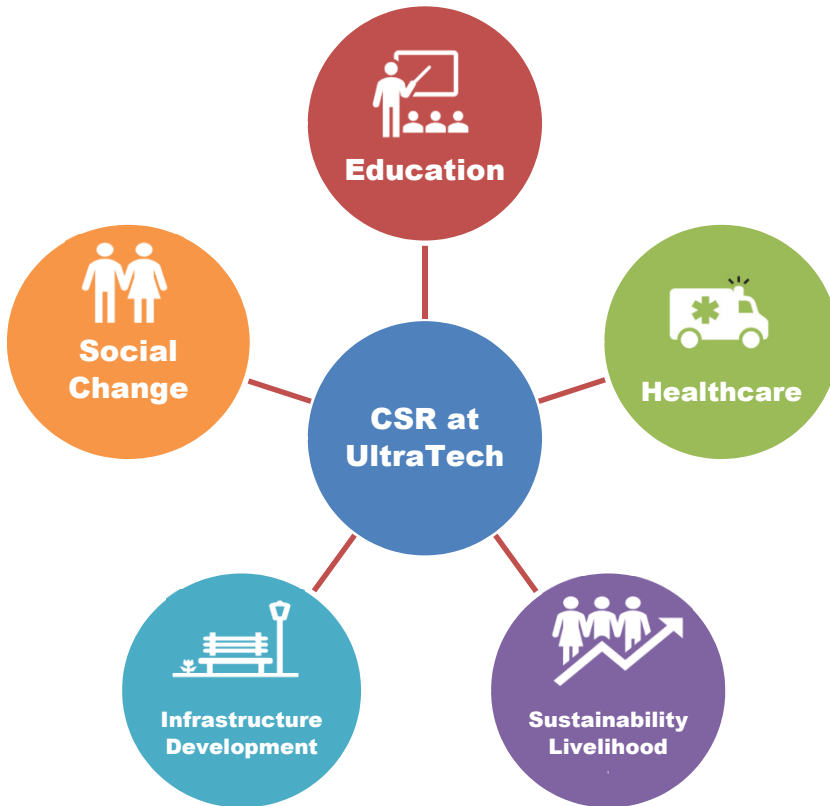 Education
Social
Change
Healthcare
CSR at
UltraTech
Infrastructure
Development
Sustainability
Livelihood